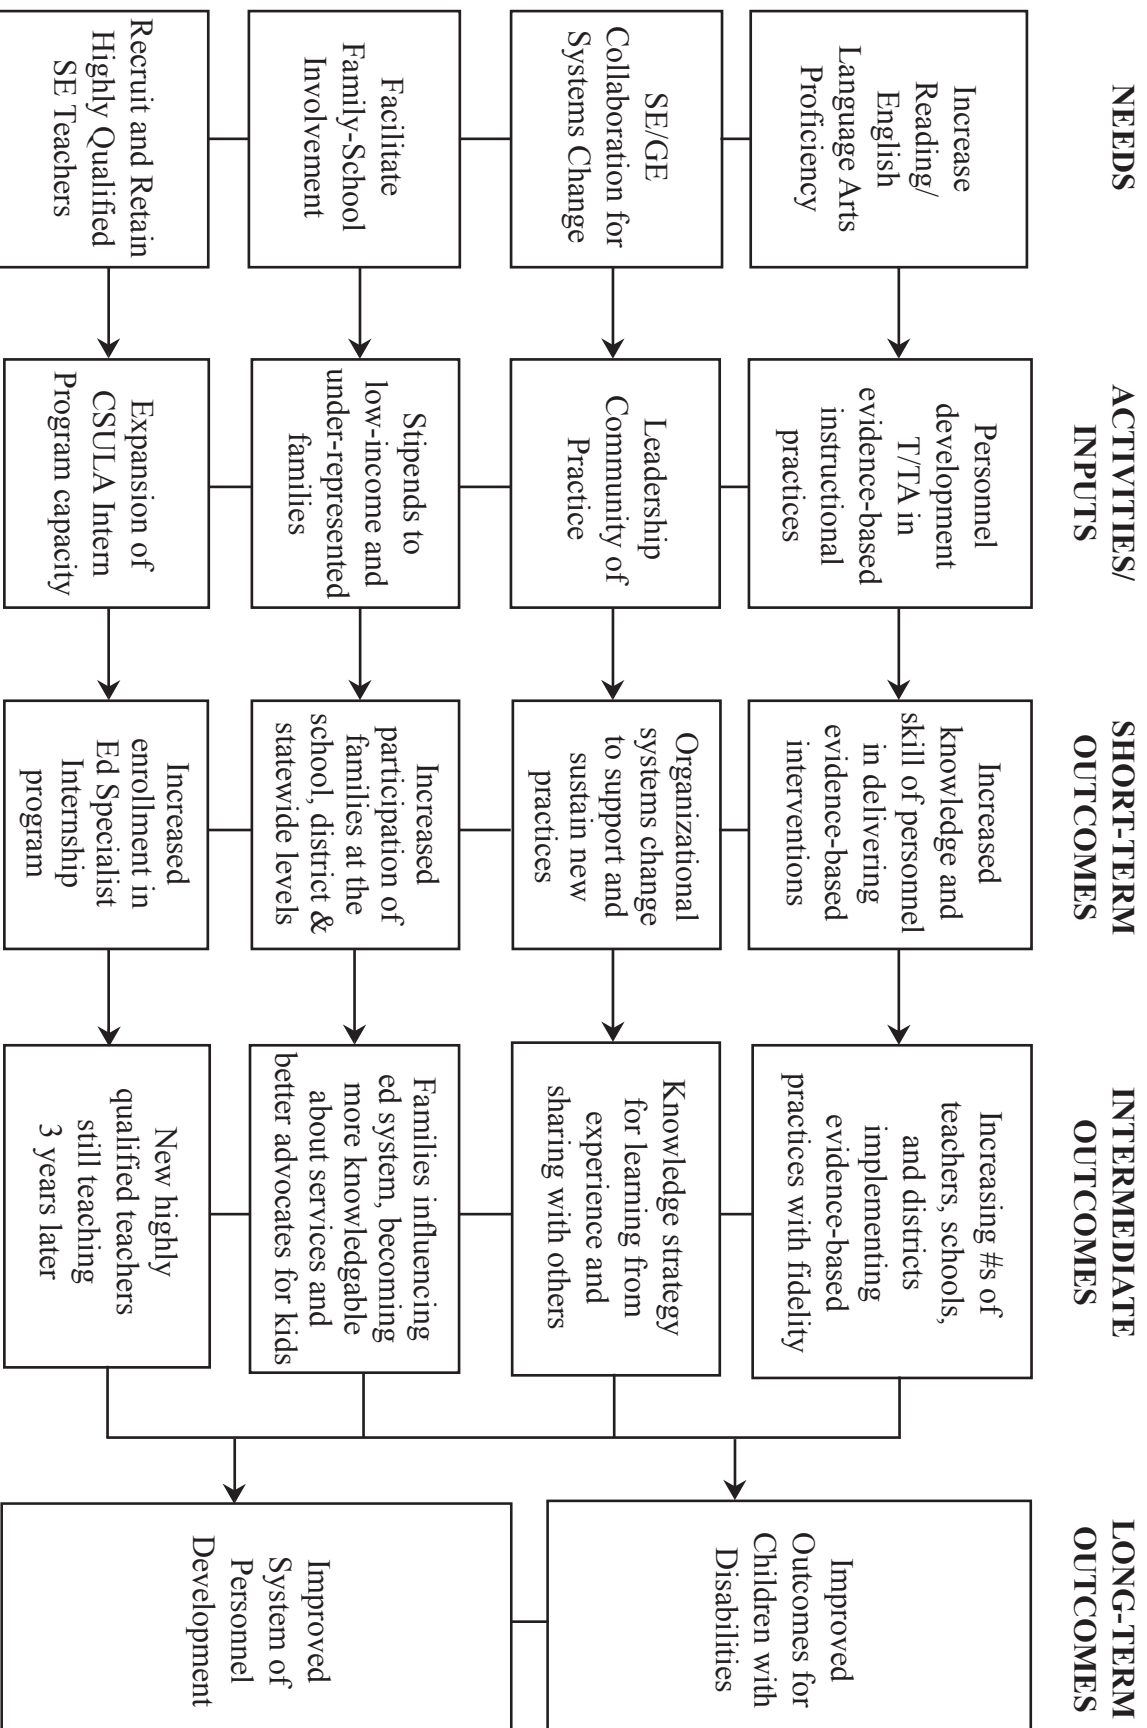 NEEDS
ACTIVITIES/
INPUTS
SHORT-TERM
OUTCOMES
INTERMEDIATE
OUTCOMES
LONG-TERM
OUTCOMES
Increase
Reading/
English
Language Arts
Proficiency
Personnel
development
T/TA in
evidence-based
instructional
practices
Increased
knowledge and
skill of personnel
in delivering
evidence-based
interventions
Increasing #s of
teachers, schools,
and districts
implementing
evidence-based
practices with fidelity
Improved
Outcomes for
Children with
Disabilities
SE/GE
Collaboration for
Systems Change
Leadership
Community of
Practice
Organizational
systems change
to support and
sustain new
practices
Knowledge strategy
for learning from
experience and
sharing with others
Facilitate
Family-School
Involvement
Stipends to
low-income and
under-represented
families
Increased
participation of
families at the
school, district &
statewide levels
Families influencing
ed system, becoming
more knowledgable
about services and
better advocates for kids
Improved
System of
Personnel
Development
Recruit and Retain
Highly Qualified
SE Teachers
Expansion of
CSULA Intern
Program capacity
Increased
enrollment in
Ed Specialist
Internship
program
New highly
qualified teachers
still teaching
3 years later